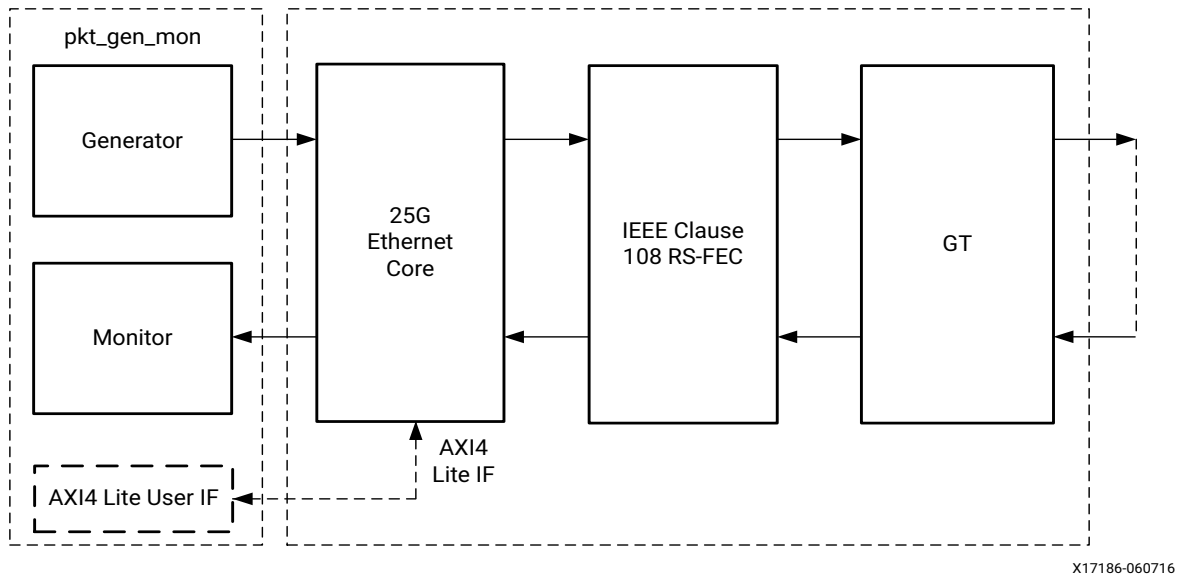 pkt_gen_mon
Generator
25G
Ethernet
Core
IEEE Clause
108 RS-FEC
GT
Monitor
AXI4
Lite IF
AXI4 Lite User IF
X17186-060716